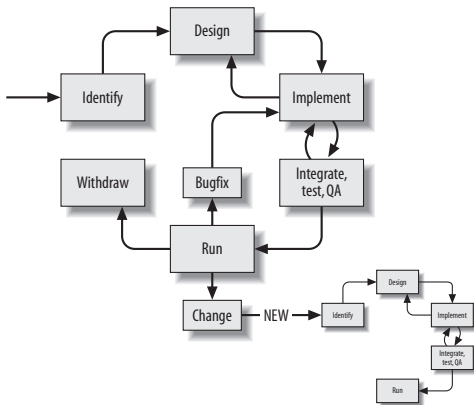 Design
Identify
Implement
Withdraw
Bugfix
Integrate,
test, QA
Run
Change
NEW
Identify
Design
Implement
Integrate,
test, QA
Run